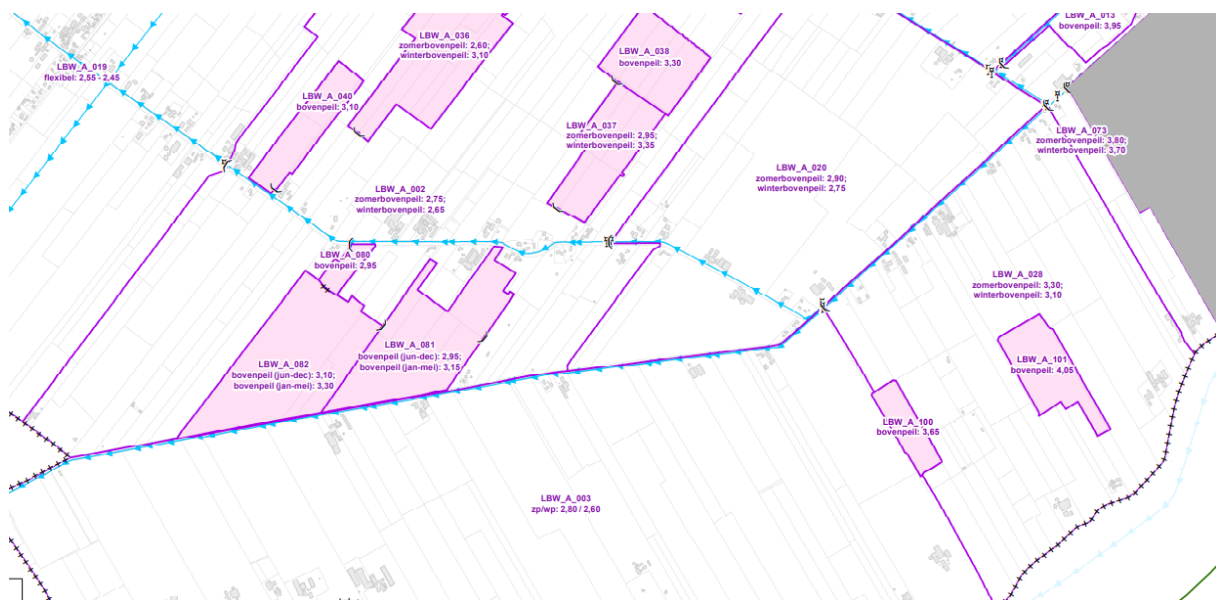 LBW_A_013
bovenpeil: 3,95
LBW_A_036
zomerbovenpeil: 2,60;
winterbovenpeil: 3,10
LBW_A_038
bovenpeil: 3,30
LBW_A_019
flexibel: 2,55 - 2,45
LBW_A_040
bovenpeil: 3,10
LBW_A_037
zomerbovenpeil: 2,95;
winterbovenpeil: 3,35
LBW_A_073
zomerbovenpeil: 3,80;
winterbovenpeil: 3,70
LBW_A_020
zomerbovenpeil: 2,90;
winterbovenpeil: 2,75
LBW_A_002
zomerbovenpeil: 2,75;
winterbovenpeil: 2,65
LBW_A_080
bovenpeil: 2,95
LBW_A_028
zomerbovenpeil: 3,30;
winterbovenpeil: 3,10
LBW_A_081
bovenpeil (jun-dec): 2,95;
bovenpeil (jan-mei): 3,15
LBW_A_082
bovenpeil (jun-dec): 3,10;
bovenpeil (jan-mei): 3,30
LBW_A_101
bovenpeil: 4,05
LBW_A_100
bovenpeil: 3,65
LBW_A_003
zp/wp: 2,80 / 2,60